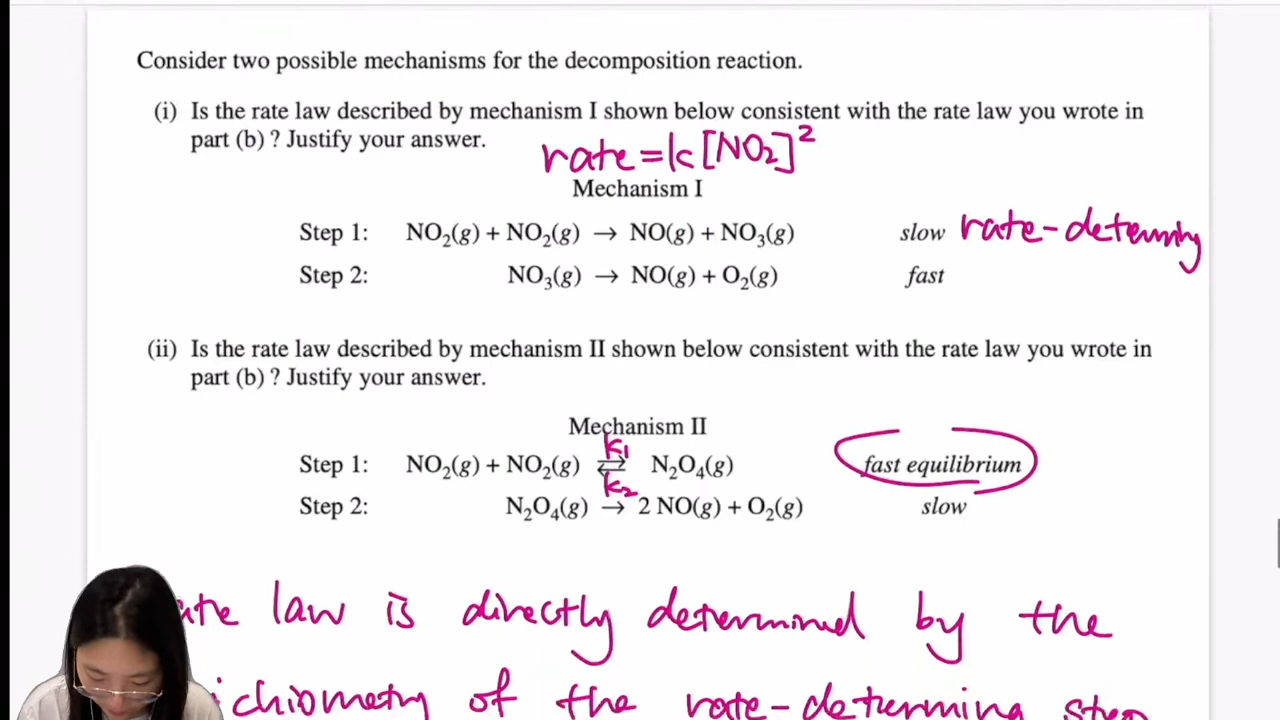 Consider two possible mechanisms for the decomposition reaction.
(i) Is the rate law described by mechanism I shown below consistent with the rate law you wrote in
part (b) ? Justify your answer.
rate=k[NO₂]²
Mechanism I
Step 1: NO₂(g) + NO₂(g) → NO(g) + NO₃(g) slow rate-determing
Step 2: NO₃(g) → NO(g) + O₂(g) fast
(ii) Is the rate law described by mechanism II shown below consistent with the rate law you wrote in
part (b) ? Justify your answer.
Mechanism II
k₁
Step 1: NO₂(g) + NO₂(g) ⇄ N₂O₄(g) fast equilibrium
k₂
Step 2: N₂O₄(g) → 2 NO(g) + O₂(g) slow
law is directly determined by the
of the rate-determing step